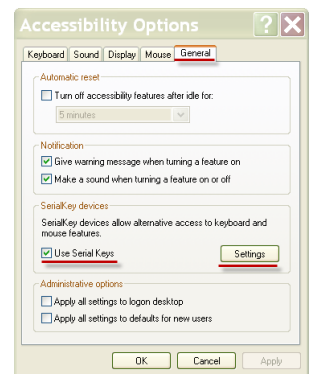 Accessibility Options
Keyboard Sound Display Mouse General
Automatic reset
Turn off accessibility features after idle for:
5 minutes
Notification
Give warning message when turning a feature on
Make a sound when turning a feature on or off
SerialKey devices
SerialKey devices allow alternative access to keyboard and
mouse features.
Use Serial Keys Settings
Administrative options
Apply all settings to logon desktop
Apply all settings to defaults for new users
OK Cancel Apply